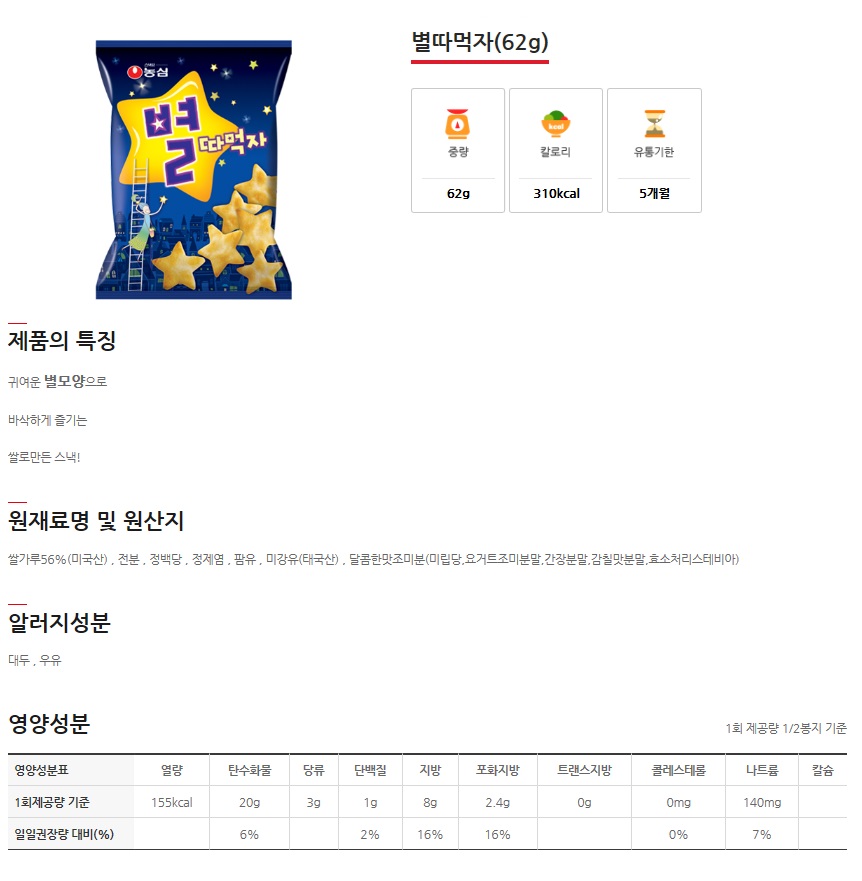 별따먹자(62g)
농심
별
따먹자
중량
칼로리
유통기한
kcal
62g
310kcal
5개월
제품의 특징
귀여운 별모양으로
바삭하게 즐기는
쌀로만든 스낵!
원재료명 및 원산지
쌀가루56%(미국산) , 전분 , 정백당 , 정제염 , 팜유 , 미강유(태국산) , 달콤한맛조미분(미립당,요거트조미분말,간장분말,감칠맛분말,효소처리스테비아)
알러지성분
대두 , 우유
영양성분
1회 제공량 1/2봉지 기준
영양성분표 열량 탄수화물 당류 단백질 지방 포화지방 트랜스지방 콜레스테롤 나트륨 칼슘
1회제공량 기준 155kcal 20g 3g 1g 8g 2.4g 0g 0mg 140mg
일일권장량 대비(%) 6% 2% 16% 16% 0% 7%